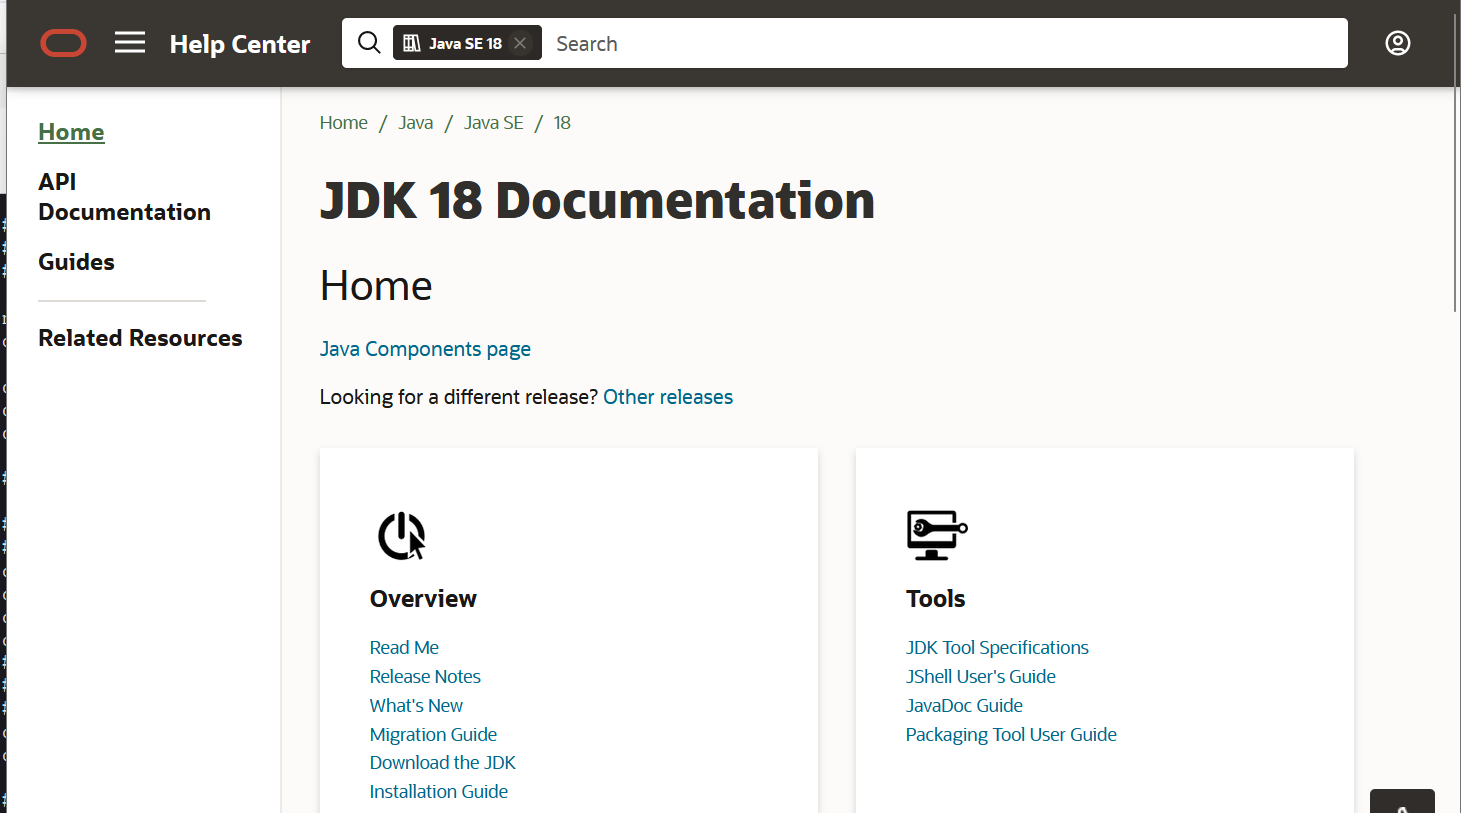 Help Center
Java SE 18
Search
Home
API
Documentation
Guides
Related Resources
Home / Java / Java SE / 18
JDK 18 Documentation
Home
Java Components page
Looking for a different release? Other releases
Overview
Read Me
Release Notes
What's New
Migration Guide
Download the JDK
Installation Guide
Tools
JDK Tool Specifications
JShell User's Guide
JavaDoc Guide
Packaging Tool User Guide